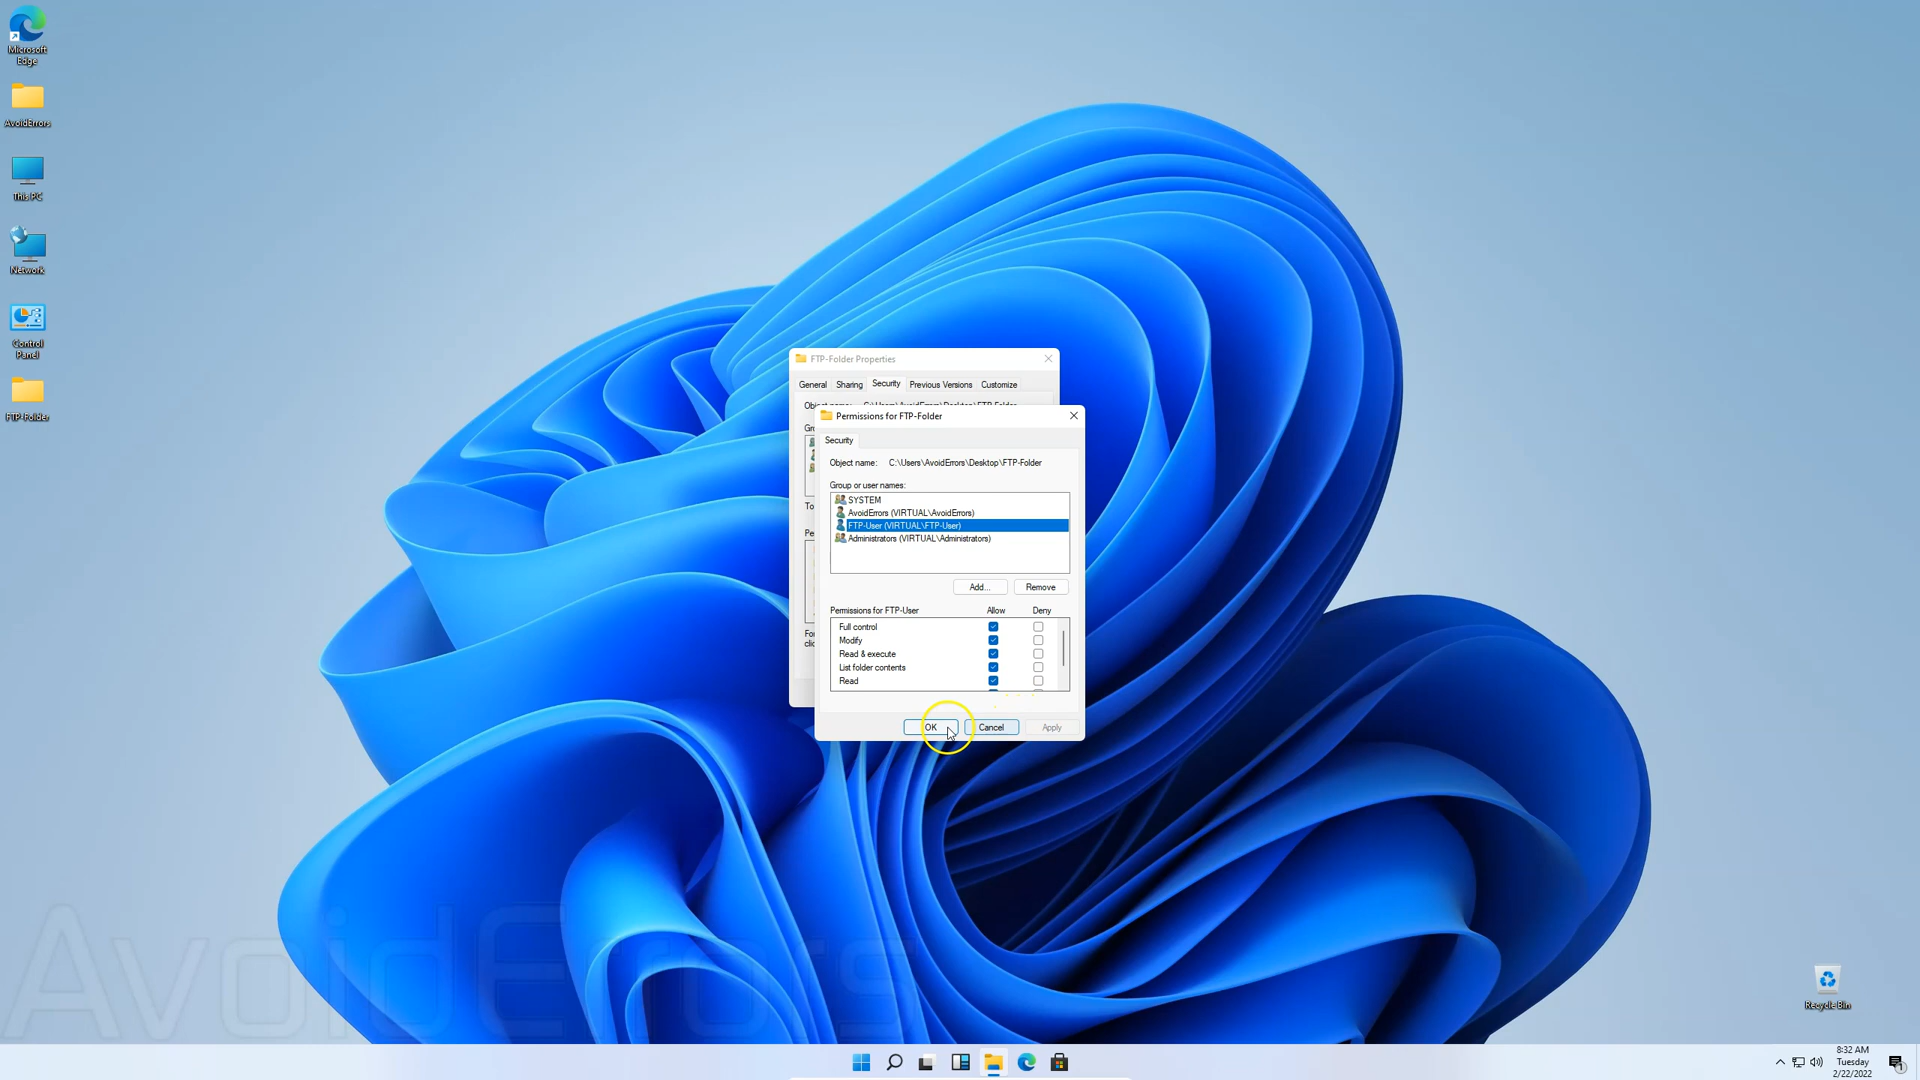 Microsoft
Edge
AvoidErrors
This PC
Network
Control
Panel
FTP-Folder
FTP-Folder Properties
General Sharing Security Previous Versions Customize
Permissions for FTP-Folder
Security
Object name: C:\Users\AvoidErrors\Desktop\FTP-Folder
Group or user names:
SYSTEM
AvoidErrors (VIRTUAL\AvoidErrors)
FTP-User (VIRTUAL\FTP-User)
Administrators (VIRTUAL\Administrators)
Add... Remove
Permissions for FTP-User Allow Deny
Full control
Modify
Read & execute
List folder contents
Read
OK Cancel Apply
AvoidErrors
Recycle Bin
8:32 AM
Tuesday
2/22/2022
1